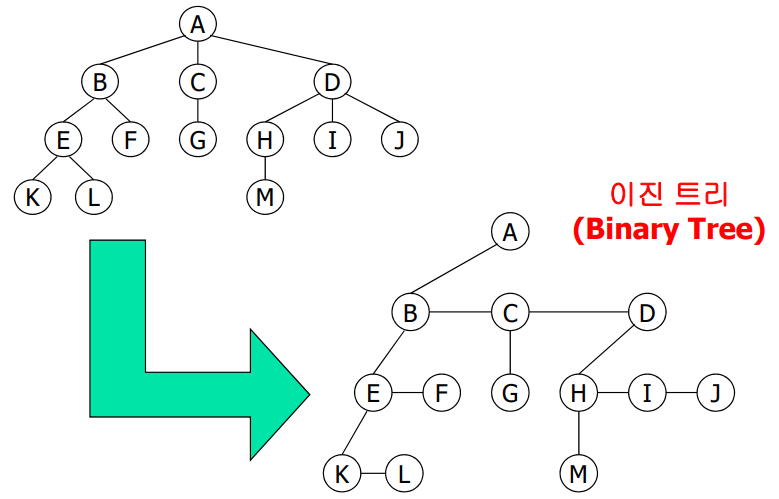 A
B C D
E F G H I J
K L M
이진 트리
(Binary Tree)
A
B C D
E F G H I J
K L M